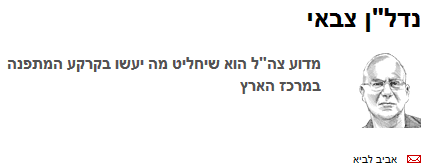 נדל"ן צבאי
מדוע צה"ל הוא שיחליט מה יעשו בקרקע המתפנה
במרכז הארץ
אביב לביא